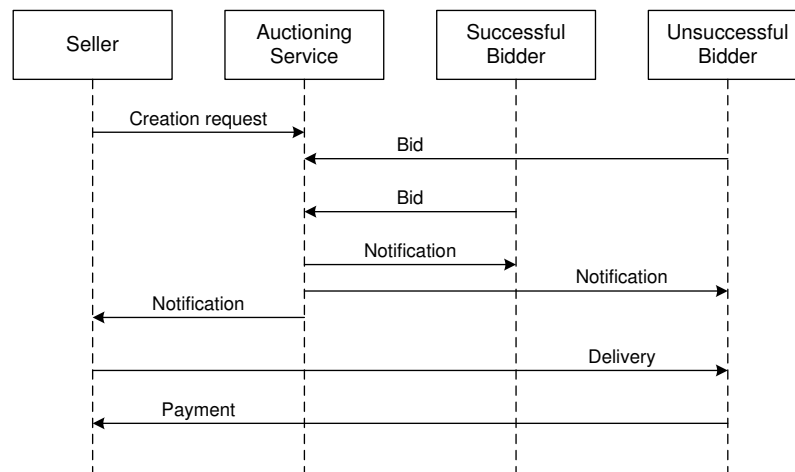 Seller
Auctioning
Service
Successful
Bidder
Unsuccessful
Bidder
Creation request
Bid
Bid
Notification
Notification
Notification
Delivery
Payment